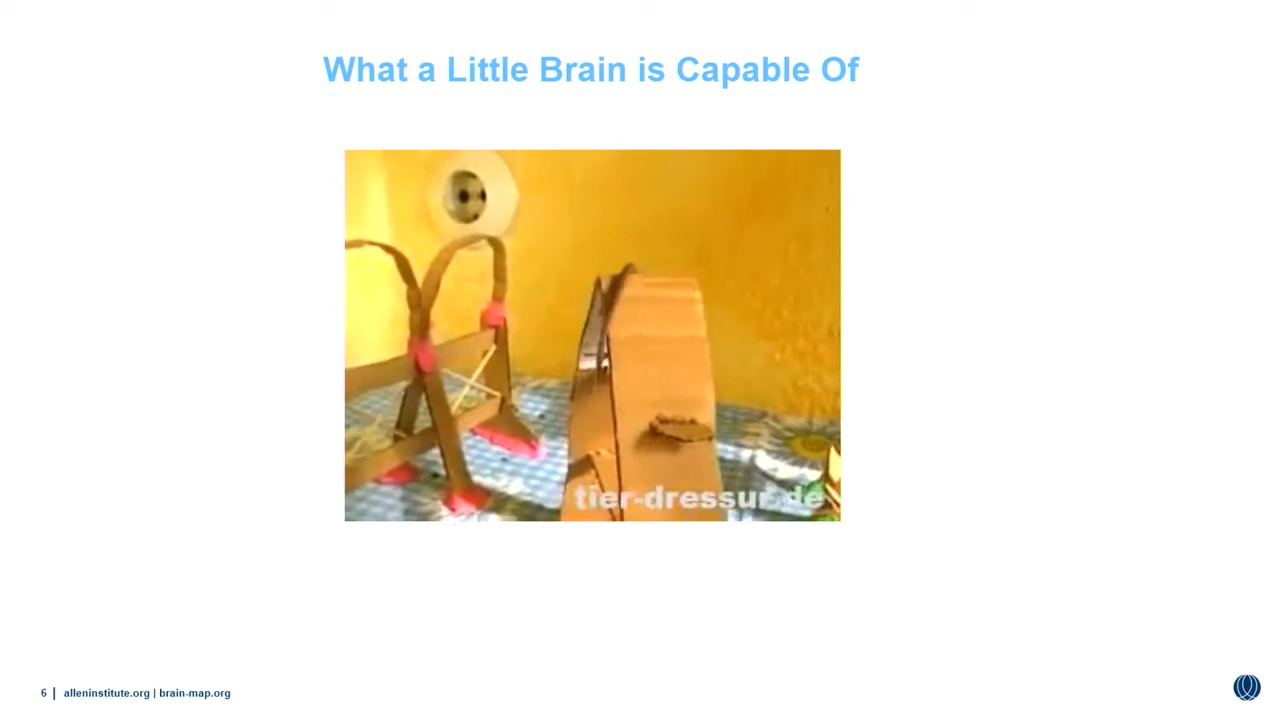 What a Little Brain is Capable Of
tier-dressur.de
6 | alleninstitute.org | brain-map.org